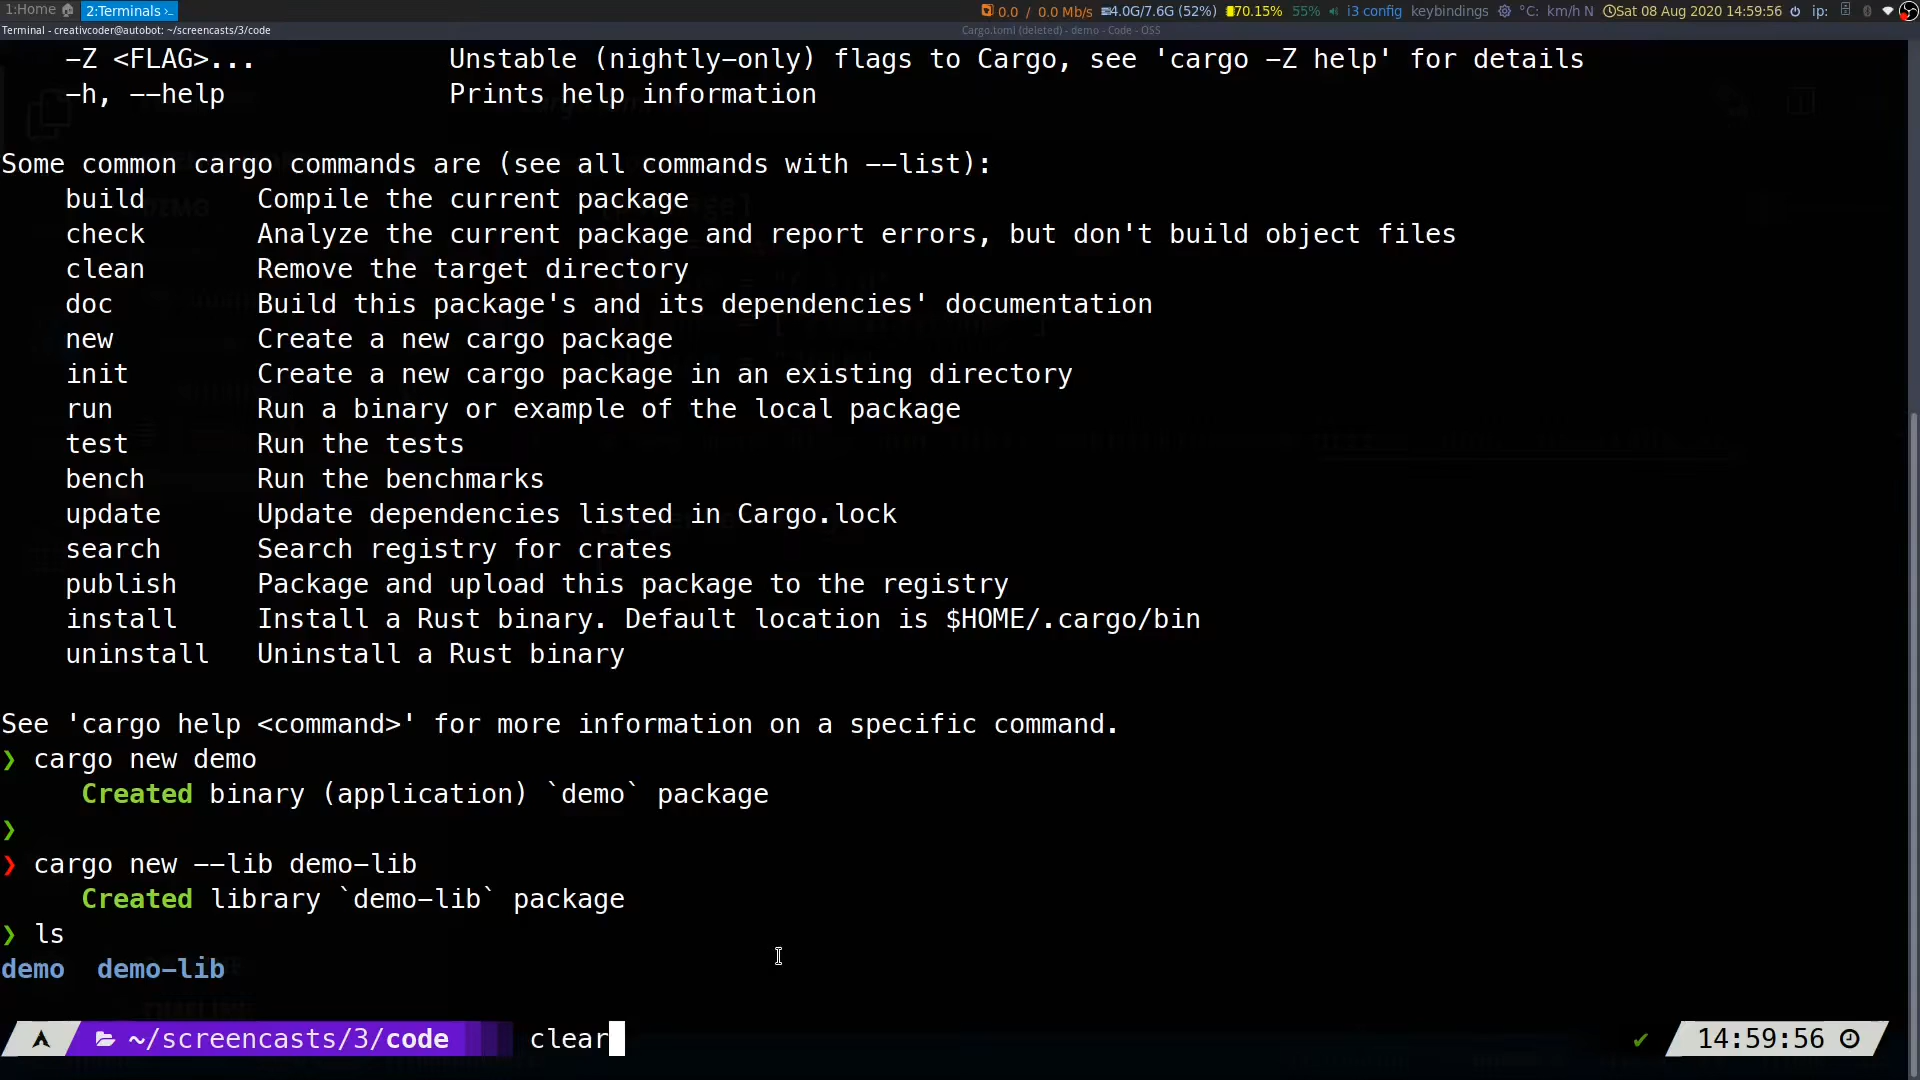 1:Home
2:Terminals
0.0 / 0.0 Mb/s
4.0G/7.6G (52%)
70.15%
55%
i3 config
keybindings
°C: km/h N
Sat 08 Aug 2020 14:59:56
ip:
Terminal - creativcoder@autobot: ~/screencasts/3/code
Cargo.toml (deleted) - demo - Code - OSS
-Z <FLAG>... Unstable (nightly-only) flags to Cargo, see 'cargo -Z help' for details
-h, --help Prints help information
Some common cargo commands are (see all commands with --list):
build Compile the current package
check Analyze the current package and report errors, but don't build object files
clean Remove the target directory
doc Build this package's and its dependencies' documentation
new Create a new cargo package
init Create a new cargo package in an existing directory
run Run a binary or example of the local package
test Run the tests
bench Run the benchmarks
update Update dependencies listed in Cargo.lock
search Search registry for crates
publish Package and upload this package to the registry
install Install a Rust binary. Default location is $HOME/.cargo/bin
uninstall Uninstall a Rust binary
See 'cargo help <command>' for more information on a specific command.
❯ cargo new demo
Created binary (application) `demo` package
❯
❯ cargo new --lib demo-lib
Created library `demo-lib` package
❯ ls
demo demo-lib
~/screencasts/3/code clear
✔ 14:59:56